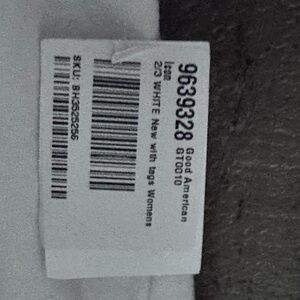 9639328 Good American
GT0010
Icon
2/3 WHITE New with tags Womens
SKU: BH3525256